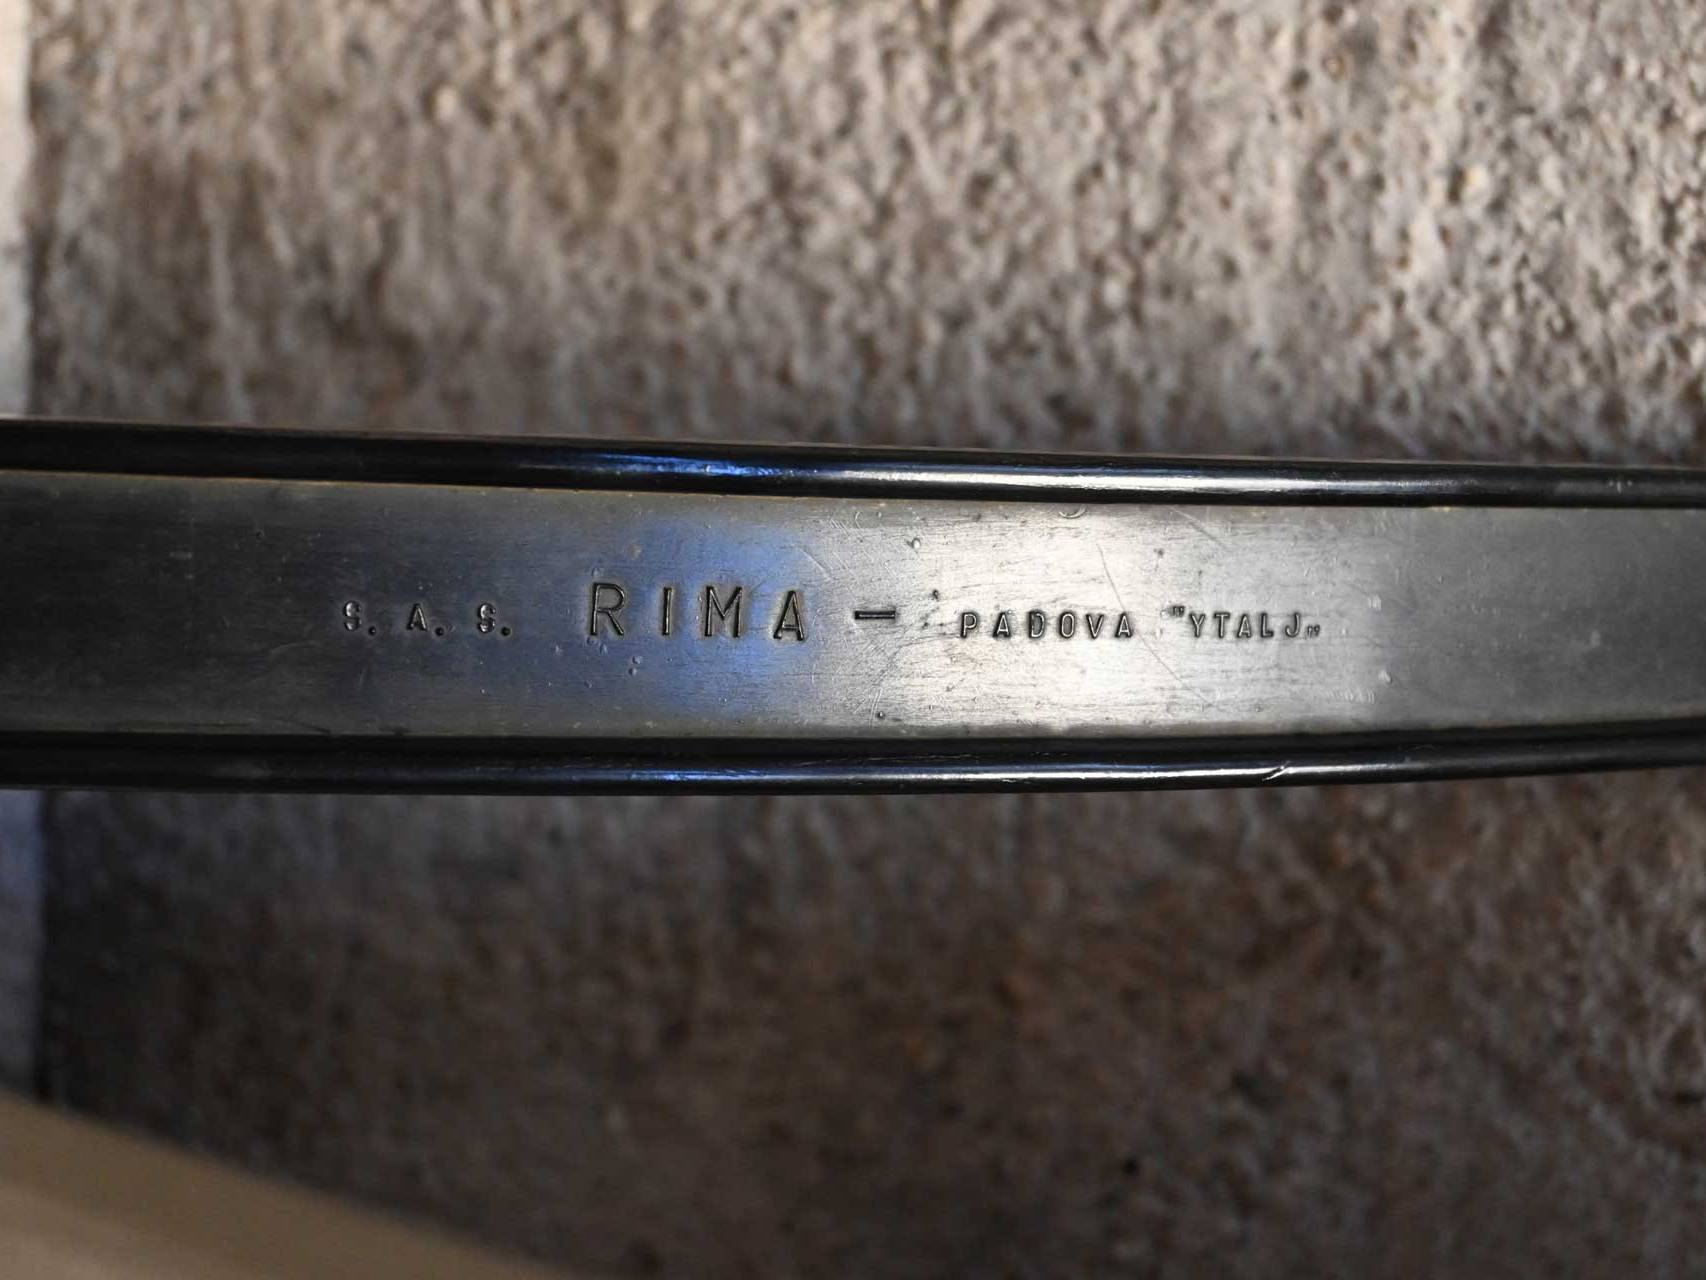 S. A. S. RIMA - PADOVA "YTALJ"